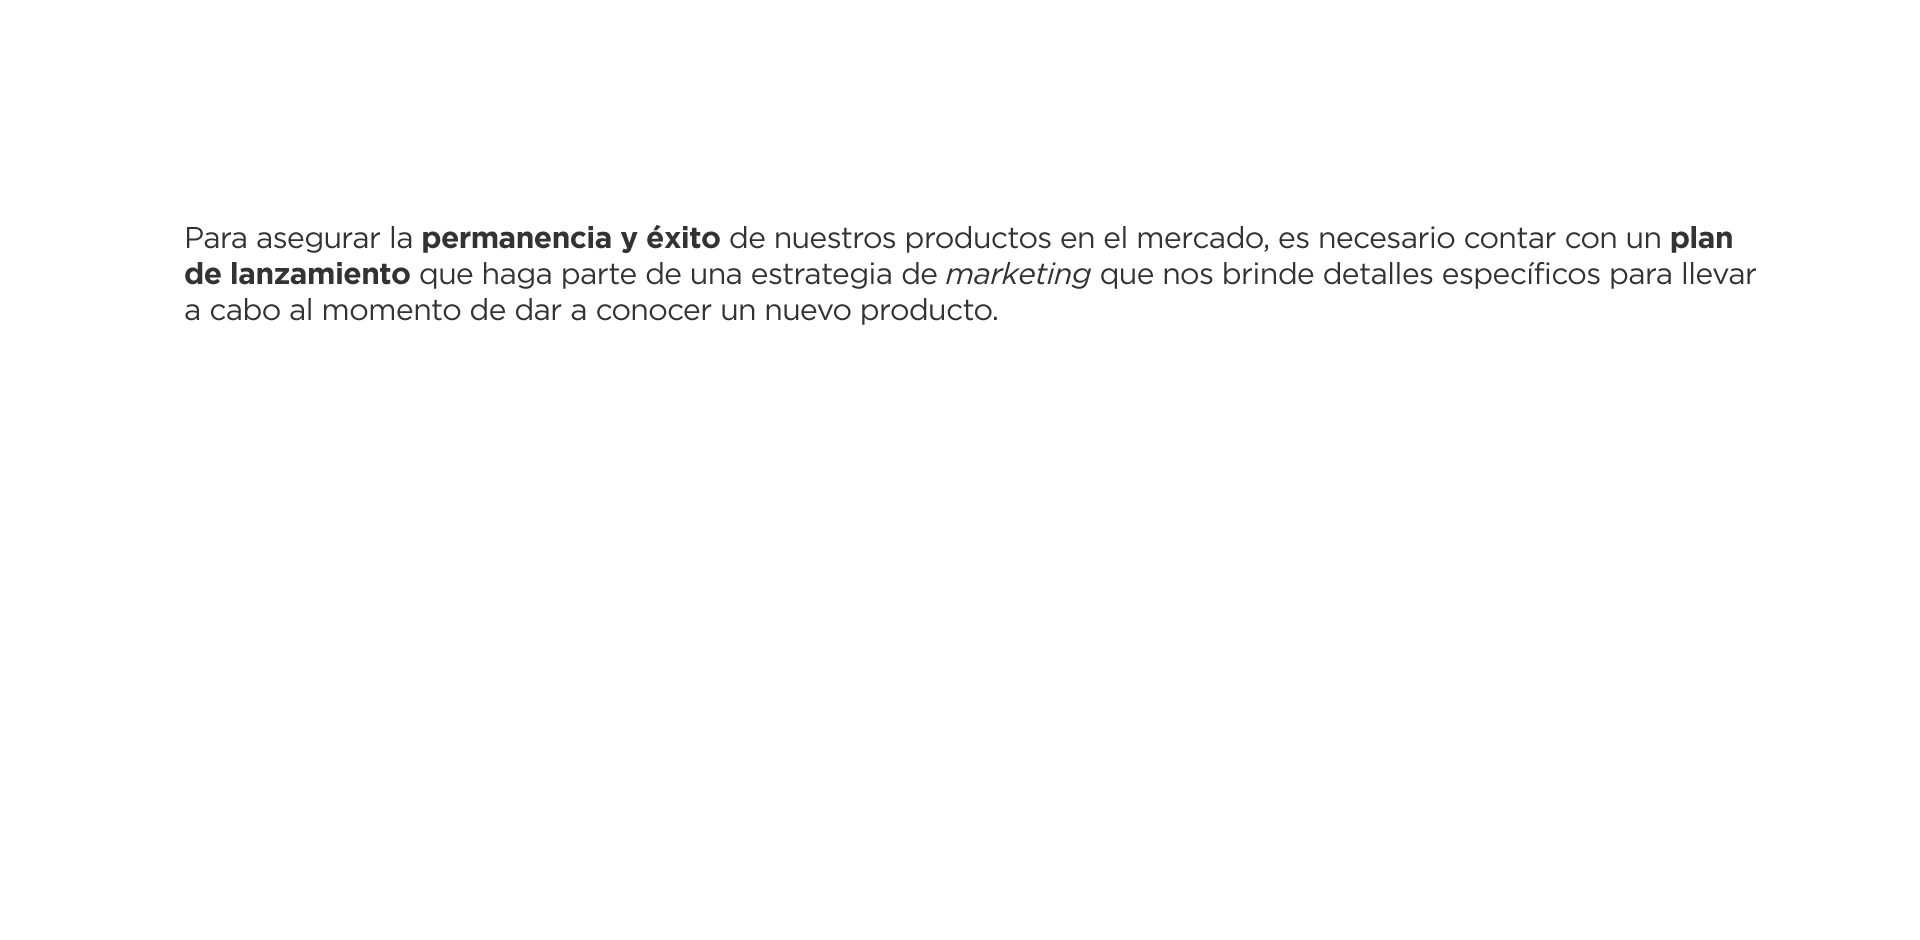 Para asegurar la permanencia y éxito de nuestros productos en el mercado, es necesario contar con un plan
de lanzamiento que haga parte de una estrategia de marketing que nos brinde detalles específicos para llevar
a cabo al momento de dar a conocer un nuevo producto.